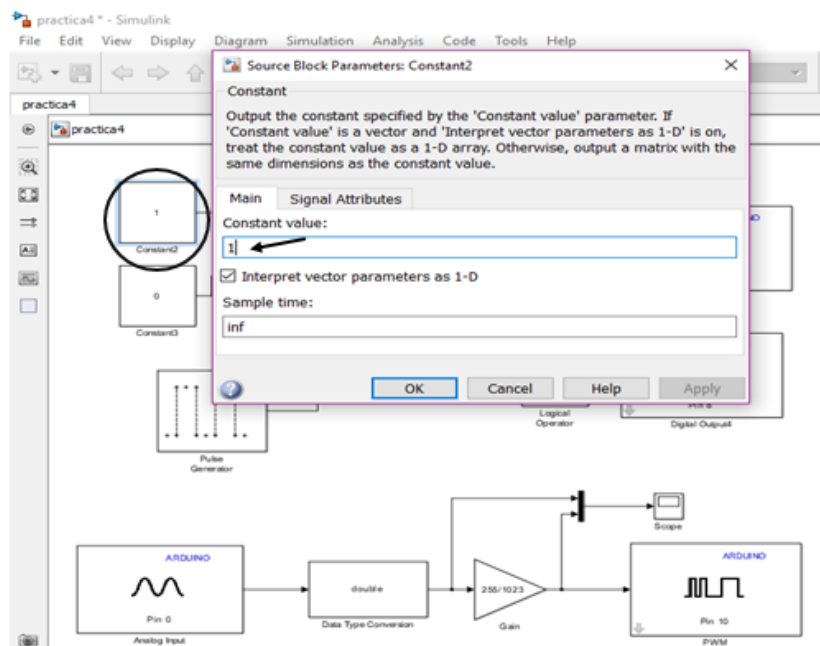 practica4 * - Simulink
File Edit View Display Diagram Simulation Analysis Code Tools Help
practica4
practica4
Source Block Parameters: Constant2
Constant
Output the constant specified by the 'Constant value' parameter. If
'Constant value' is a vector and 'Interpret vector parameters as 1-D' is on,
treat the constant value as a 1-D array. Otherwise, output a matrix with the
same dimensions as the constant value.
Main Signal Attributes
Constant value:
1
Interpret vector parameters as 1-D
Sample time:
inf
OK Cancel Help Apply
1
Constant2
0
Constant3
Pulse
Generator
Logical
Operator
Digital Output4
Scope
ARDUINO
Pin 0
Analog Input
double
Data Type Conversion
255/1023
Gain
ARDUINO
Pin 10
PWM